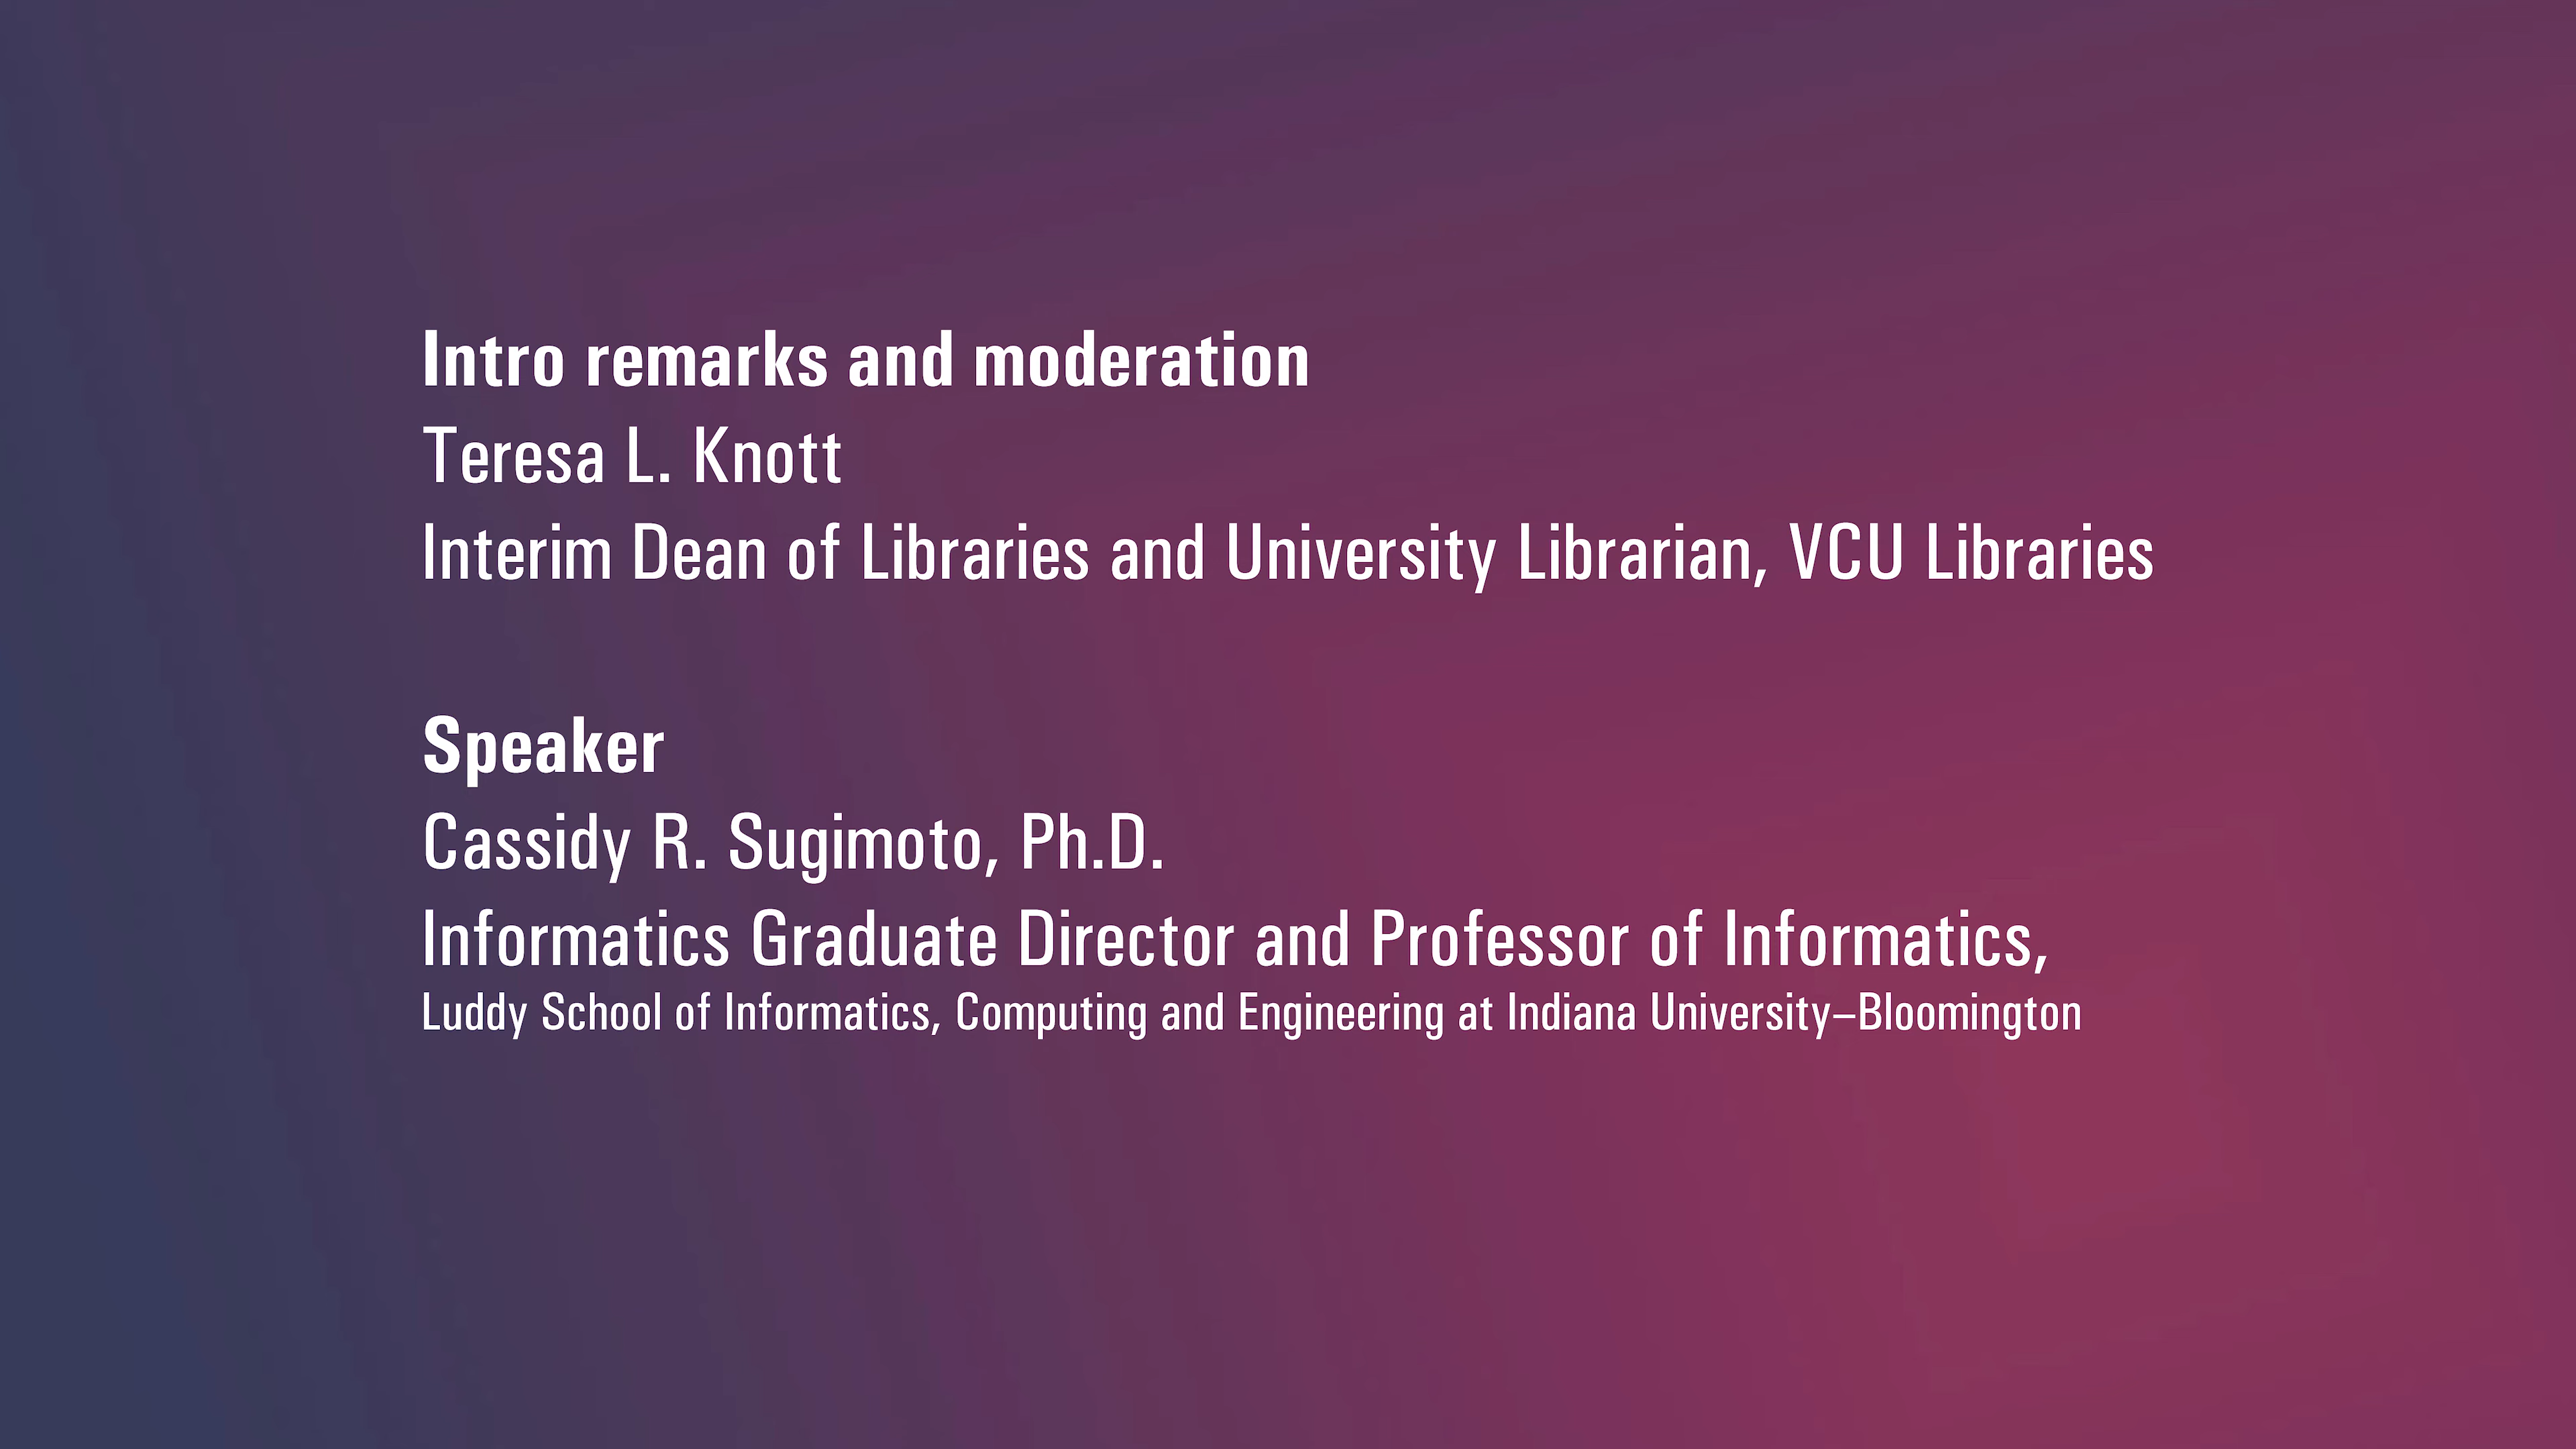 Intro remarks and moderation
Teresa L. Knott
Interim Dean of Libraries and University Librarian, VCU Libraries
Speaker
Cassidy R. Sugimoto, Ph.D.
Informatics Graduate Director and Professor of Informatics,
Luddy School of Informatics, Computing and Engineering at Indiana University–Bloomington